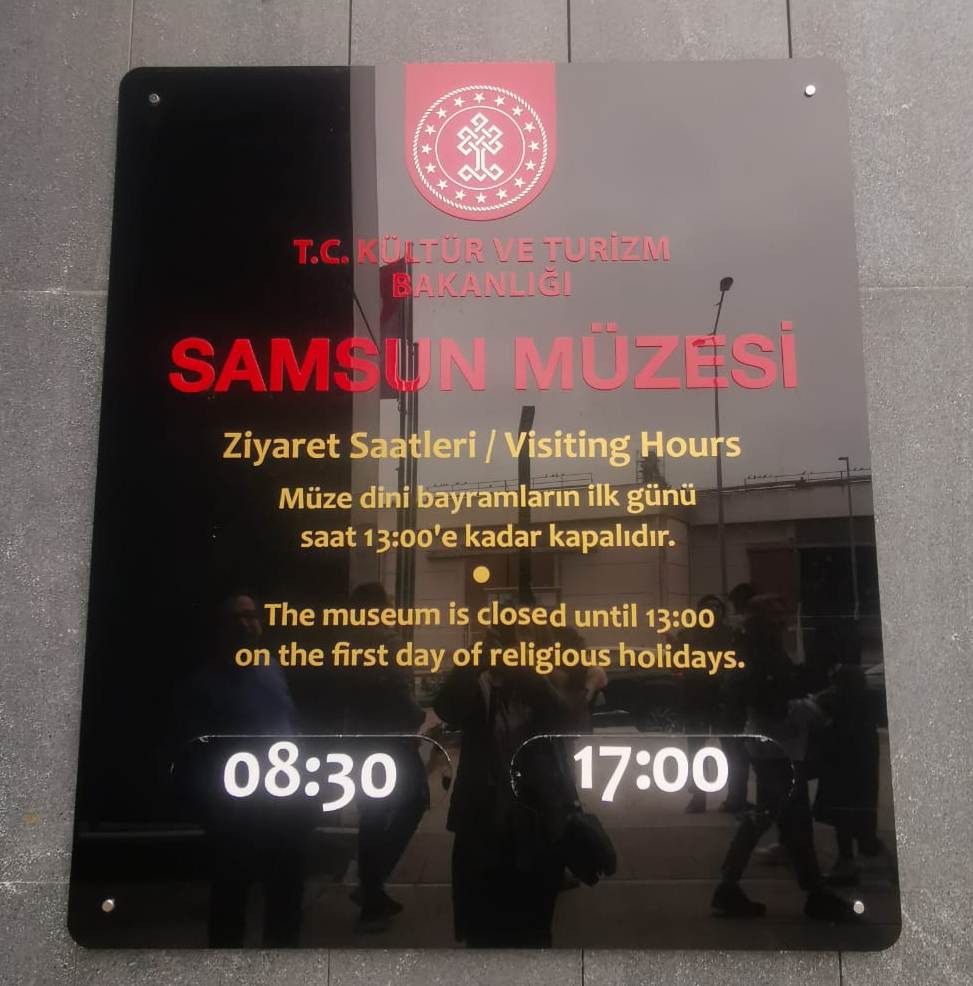 T.C. KÜLTÜR VE TURİZM
BAKANLIĞI
SAMSUN MÜZESİ
Ziyaret Saatleri / Visiting Hours
Müze dini bayramların ilk günü
saat 13:00'e kadar kapalıdır.
The museum is closed until 13:00
on the first day of religious holidays.
08:30 17:00